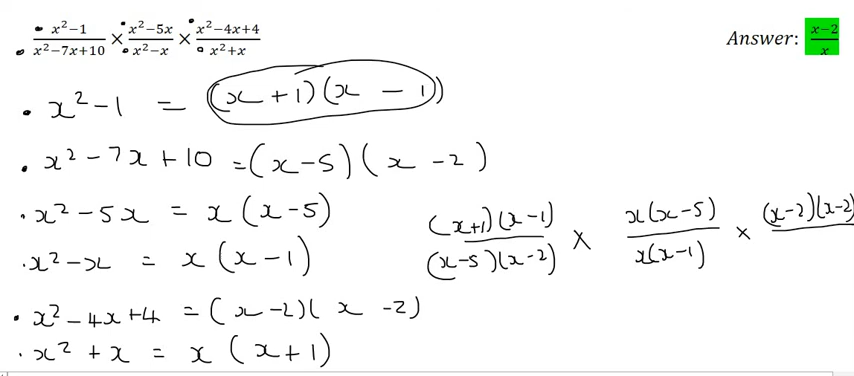 x²−1/x²−7x+10 × x²−5x/x²−x × x²−4x+4/x²+x Answer: x−2/x
• x² − 1 = (x + 1)(x − 1)
• x² − 7x + 10 = (x − 5)(x − 2)
• x² − 5x = x(x − 5)
(x+1)(x−1)/(x−5)(x−2) × x(x−5)/x(x−1) × (x−2)(x−2)
• x² − x = x(x − 1)
• x² − 4x + 4 = (x − 2)(x − 2)
• x² + x = x(x + 1)